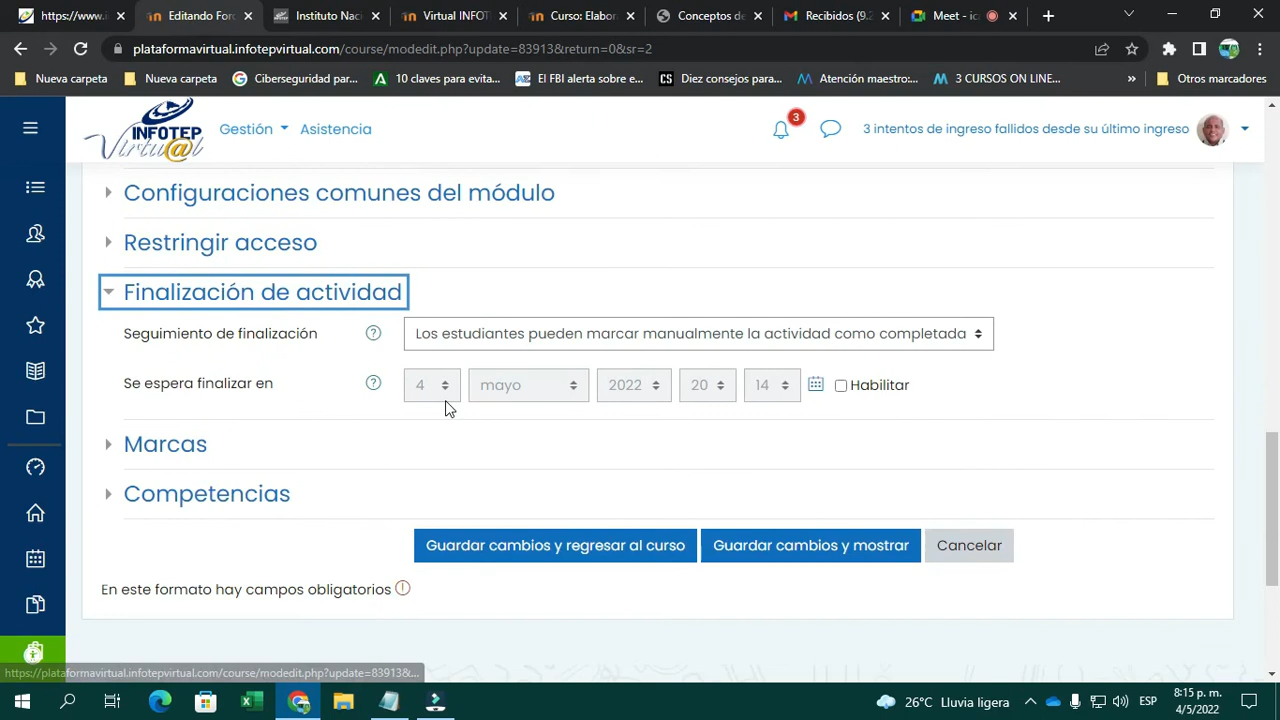 https://www.i
Editando Forc
Instituto Naci
Virtual.INFOT
Curso: Elabor
Conceptos de
Recibidos (9.2
Meet - ic
plataformavirtual.infotepvirtual.com/course/modedit.php?update=83913&return=0&sr=2
Nueva carpeta
Nueva carpeta
Ciberseguridad par...
10 claves para evita...
El FBI alerta sobre e...
Diez consejos para...
Atención maestro:...
3 CURSOS ON LINE...
»
Otros marcadores
INFOTEP
Virtu@l
Gestión
Asistencia
3
3 intentos de ingreso fallidos desde su último ingreso
Configuraciones comunes del módulo
Restringir acceso
Finalización de actividad
Seguimiento de finalización
Los estudiantes pueden marcar manualmente la actividad como completada
Se espera finalizar en
4
mayo
2022
20
14
Habilitar
Marcas
Competencias
Guardar cambios y regresar al curso
Guardar cambios y mostrar
Cancelar
En este formato hay campos obligatorios
https://plataformavirtual.infotepvirtual.com/course/modedit.php?update=83913&...
26°C Lluvia ligera
ESP
8:15 p. m.
4/5/2022